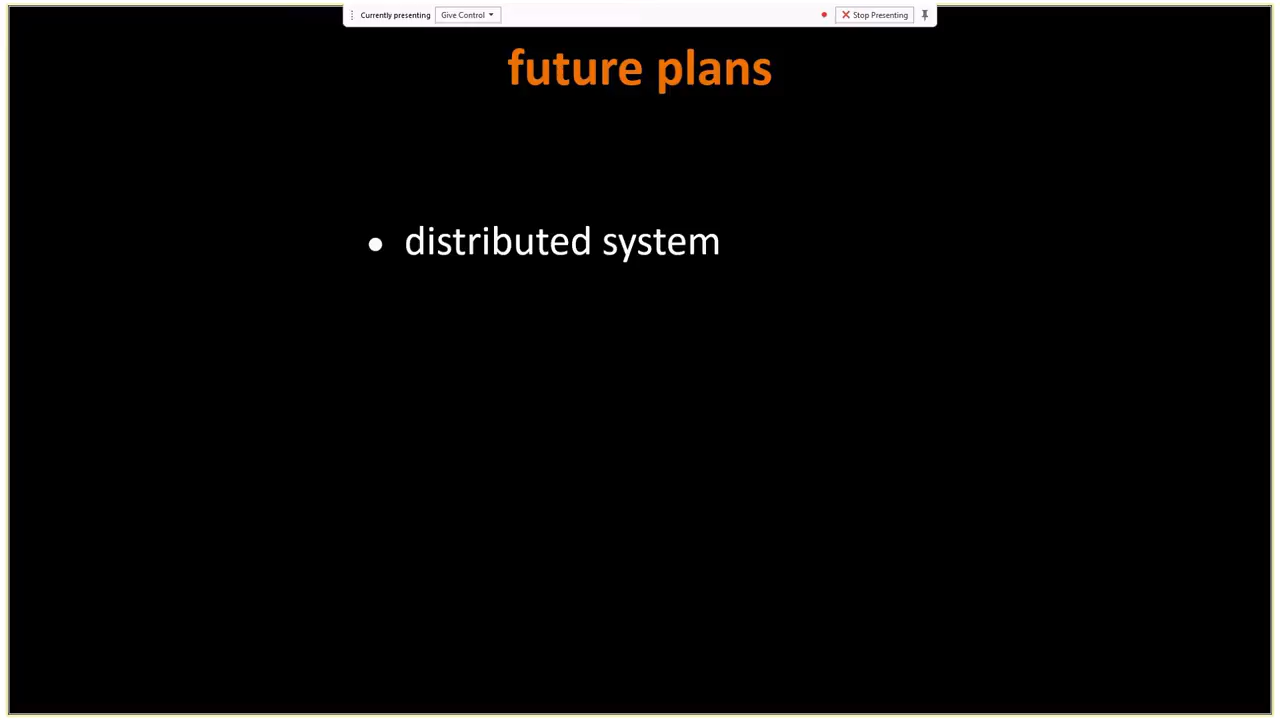 Currently presenting Give Control Stop Presenting
future plans
• distributed system